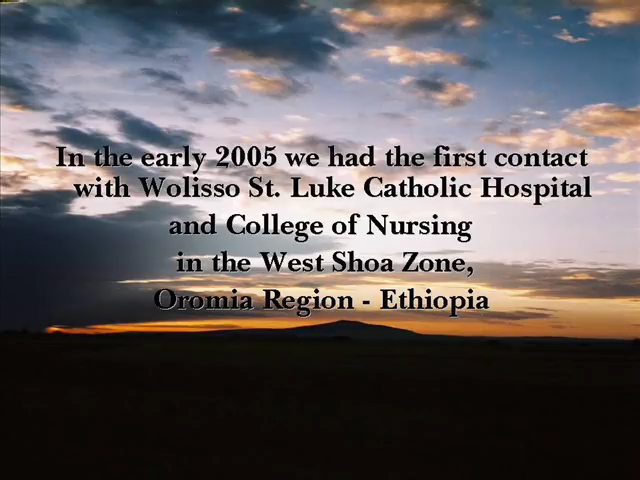 In the early 2005 we had the first contact
with Wolisso St. Luke Catholic Hospital
and College of Nursing
in the West Shoa Zone,
Oromia Region - Ethiopia